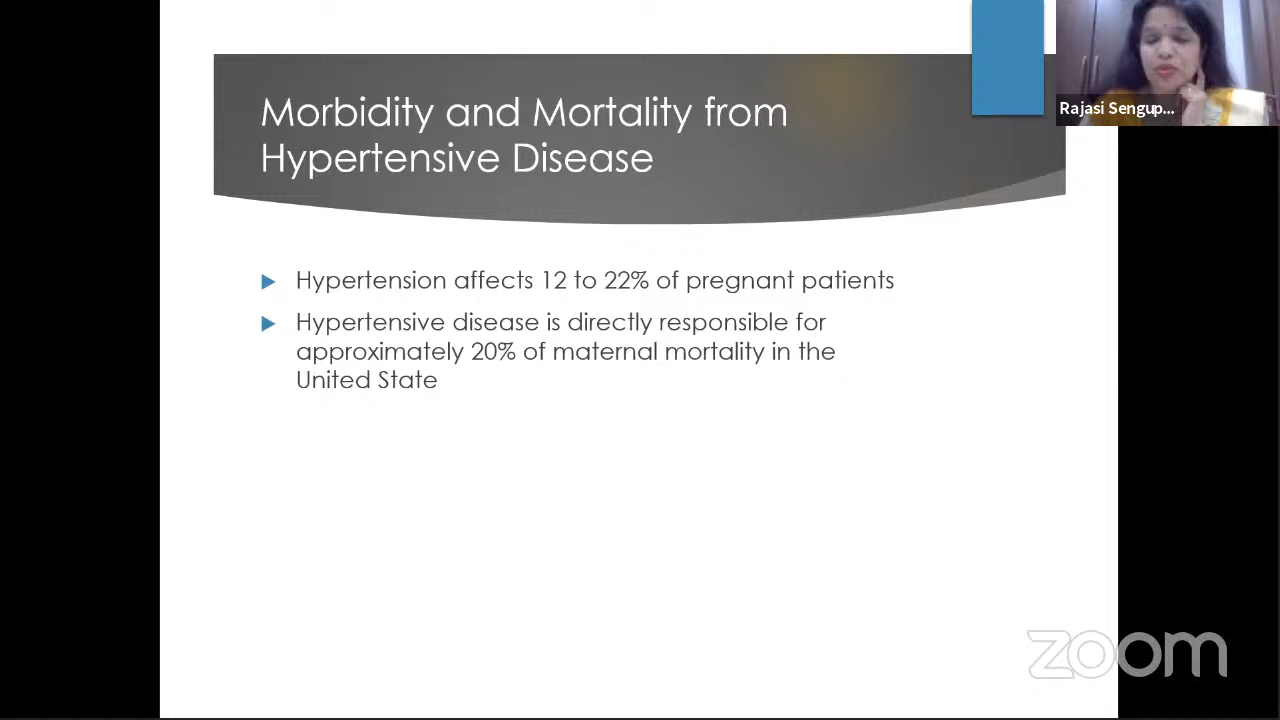 Morbidity and Mortality from
Hypertensive Disease
Rajasi Sengup...
Hypertension affects 12 to 22% of pregnant patients
Hypertensive disease is directly responsible for
approximately 20% of maternal mortality in the
United State
zoom